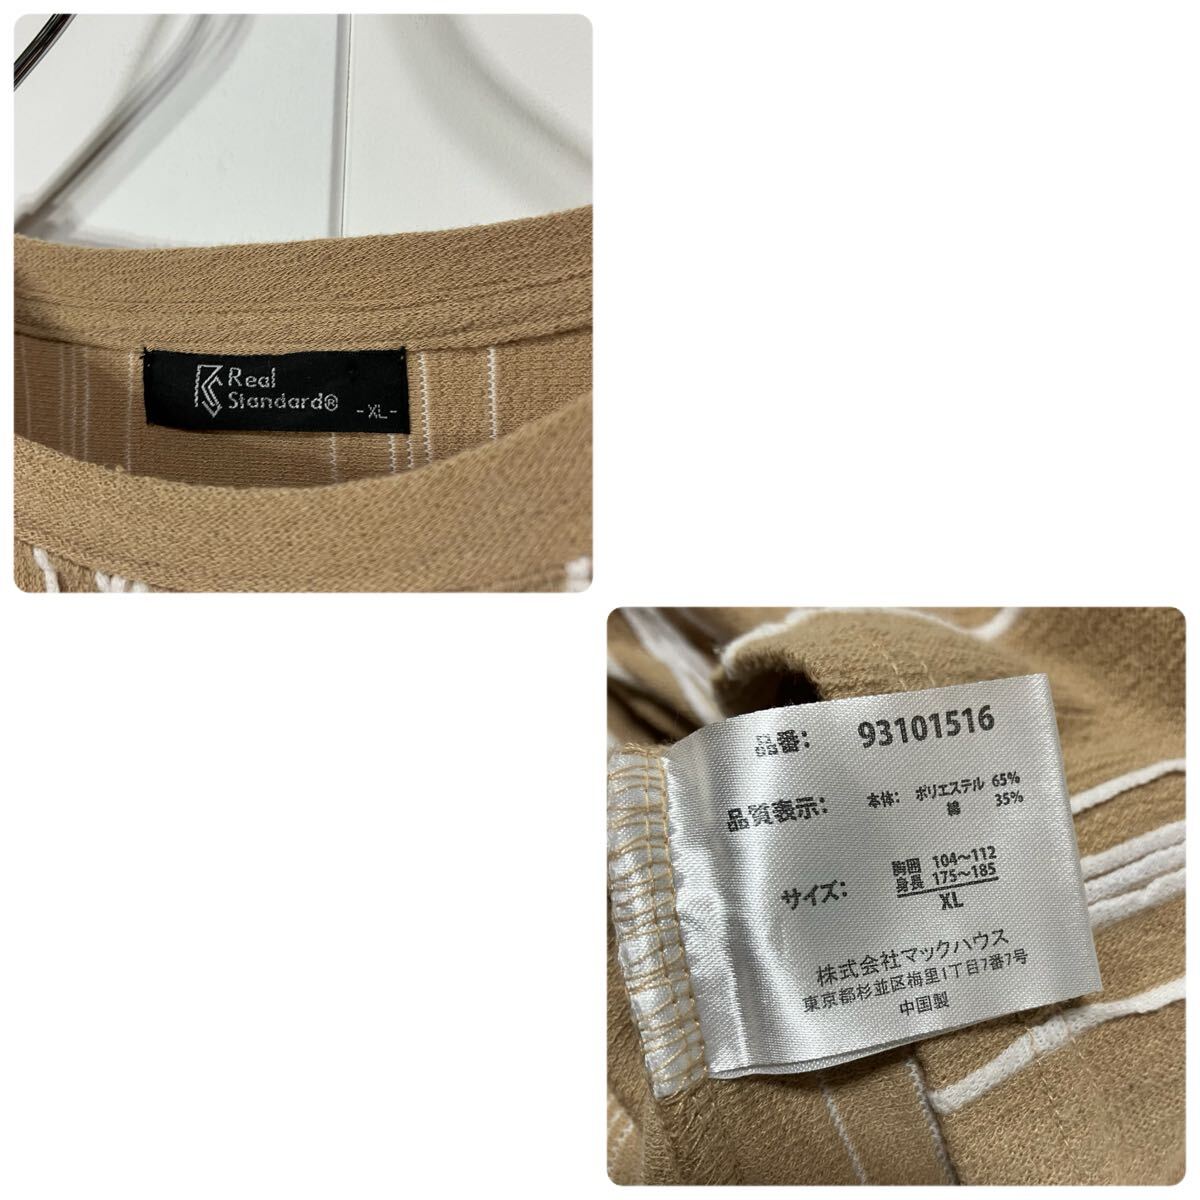 Real
Standard®
-XL-
品番: 93101516
品質表示: 本体: ポリエステル 65%
綿 35%
サイズ: 胸囲 104～112
身長 175～185
XL
株式会社マックハウス
東京都杉並区梅里1丁目7番7号
中国製